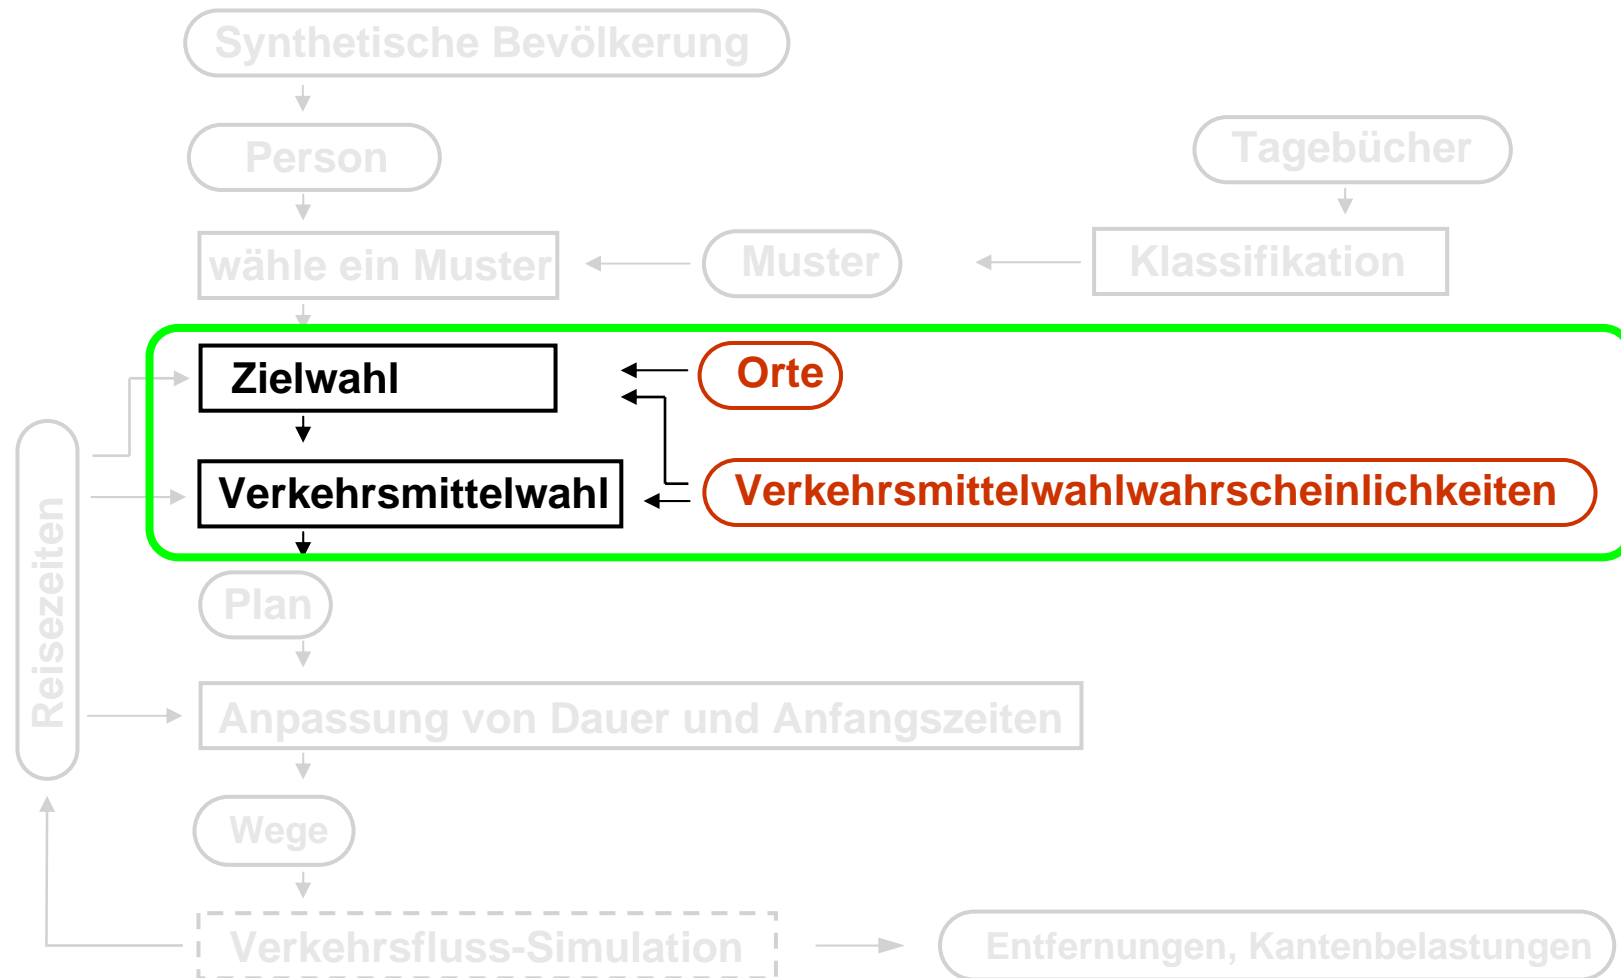 Synthetische Bevölkerung
Person
Tagebücher
wähle ein Muster
Muster
Klassifikation
Zielwahl
Orte
Verkehrsmittelwahl
Verkehrsmittelwahlwahrscheinlichkeiten
Reisezeiten
Plan
Anpassung von Dauer und Anfangszeiten
Wege
Verkehrsfluss-Simulation
Entfernungen, Kantenbelastungen